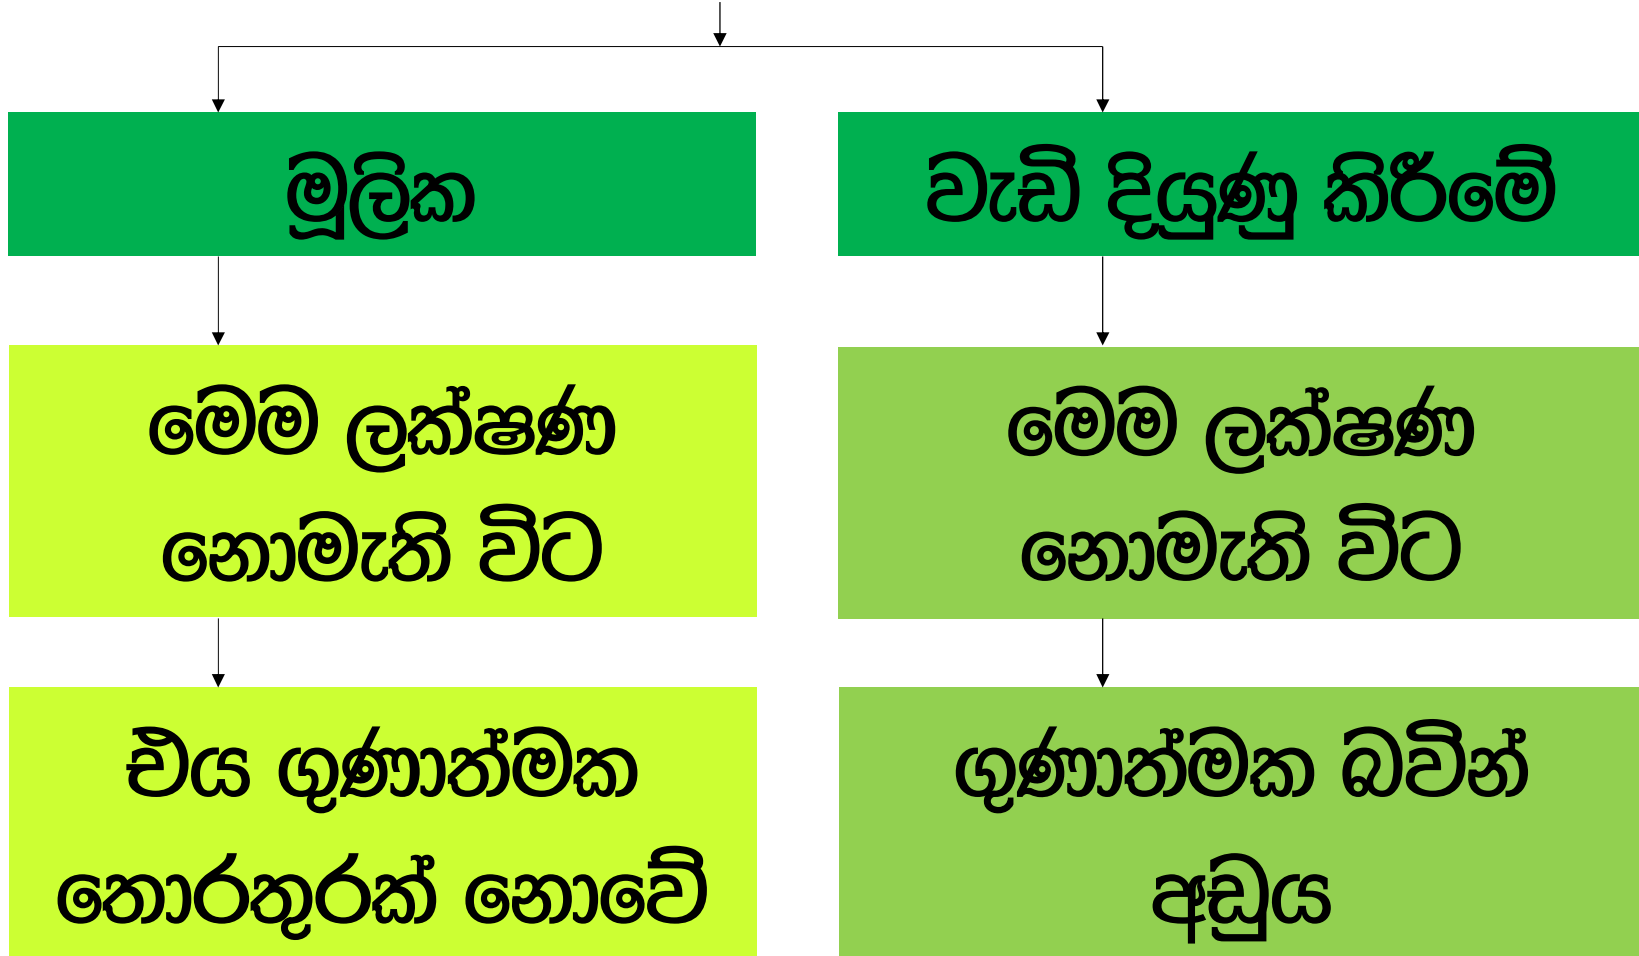 මූලික
වැඩි දියුණු කිරීමේ
මෙම ලක්ෂණ
නොමැති විට
මෙම ලක්ෂණ
නොමැති විට
එය ගුණාත්මක
තොරතුරක් නොවේ
ගුණාත්මක බවින්
අඩුය